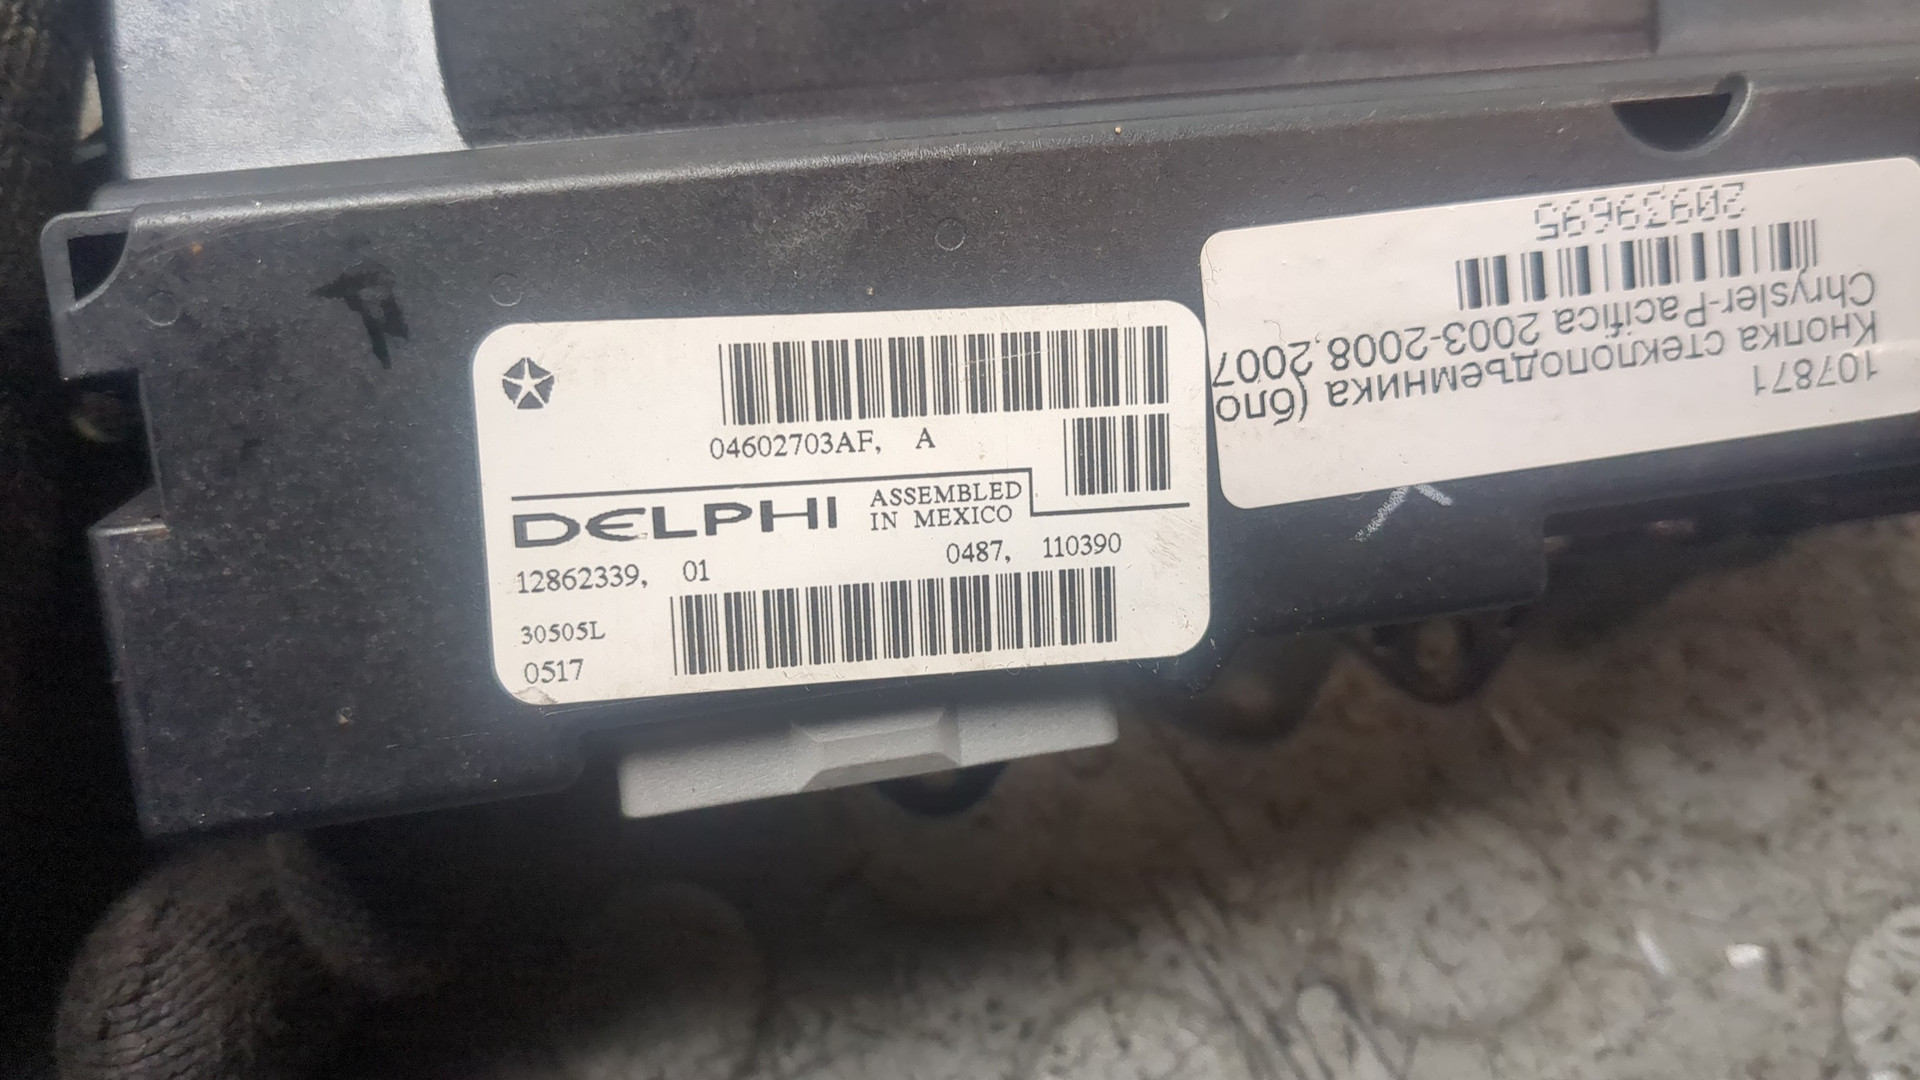 04602703AF, A
DELPHI
ASSEMBLED
IN MEXICO
12862339, 01
0487, 110390
30505L
0517
107871
Кнопка стеклоподъемника (бло
Chrysler-Pacifica 2003-2008, 2007
20939695